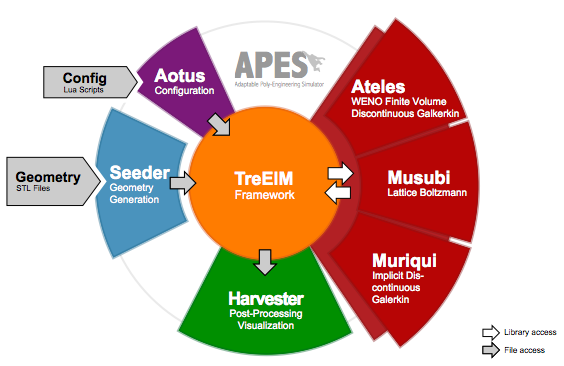 APES
Adaptable Poly-Engineering Simulator
Config
Lua Scripts
Aotus
Configuration
Geometry
STL Files
Seeder
Geometry
Generation
TreElM
Framework
Ateles
WENO Finite Volume
Discontinuous Galkerkin
Musubi
Lattice Boltzmann
Muriqui
Implicit Dis-
continuous
Galerkin
Harvester
Post-Processing
Visualization
Library access
File access